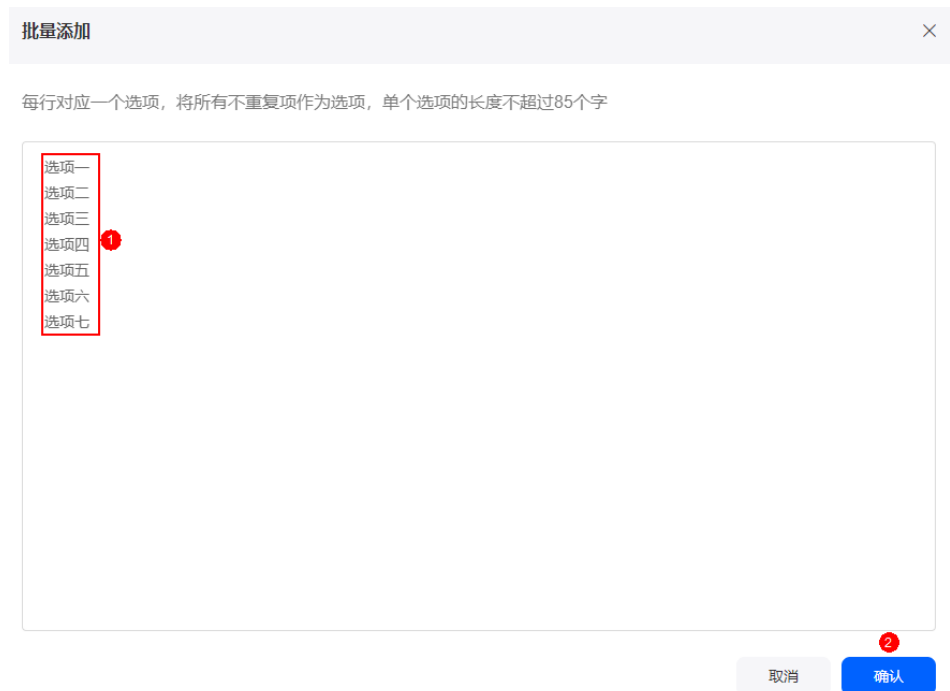 批量添加
每行对应一个选项，将所有不重复项作为选项，单个选项的长度不超过85个字
选项一
选项二
选项三
选项四
1
选项五
选项六
选项七
2
取消
确认